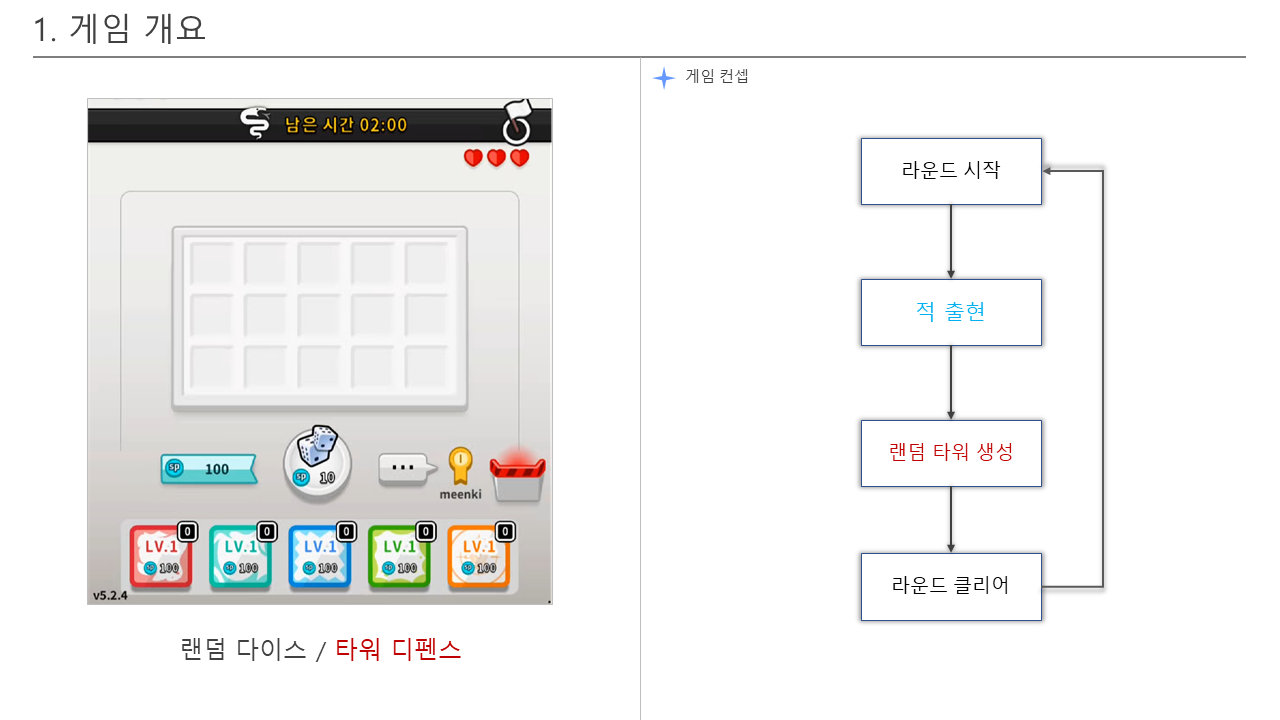 1. 게임 개요
남은 시간 02:00
sp 100
sp 10
...
I
meenki
0 0 0 0 0
LV.1 LV.1 LV.1 LV.1 LV.1
sp 100 sp 100 sp 100 sp 100 sp 100
v5.2.4
랜덤 다이스 / 타워 디펜스
게임 컨셉
라운드 시작
적 출현
랜덤 타워 생성
라운드 클리어